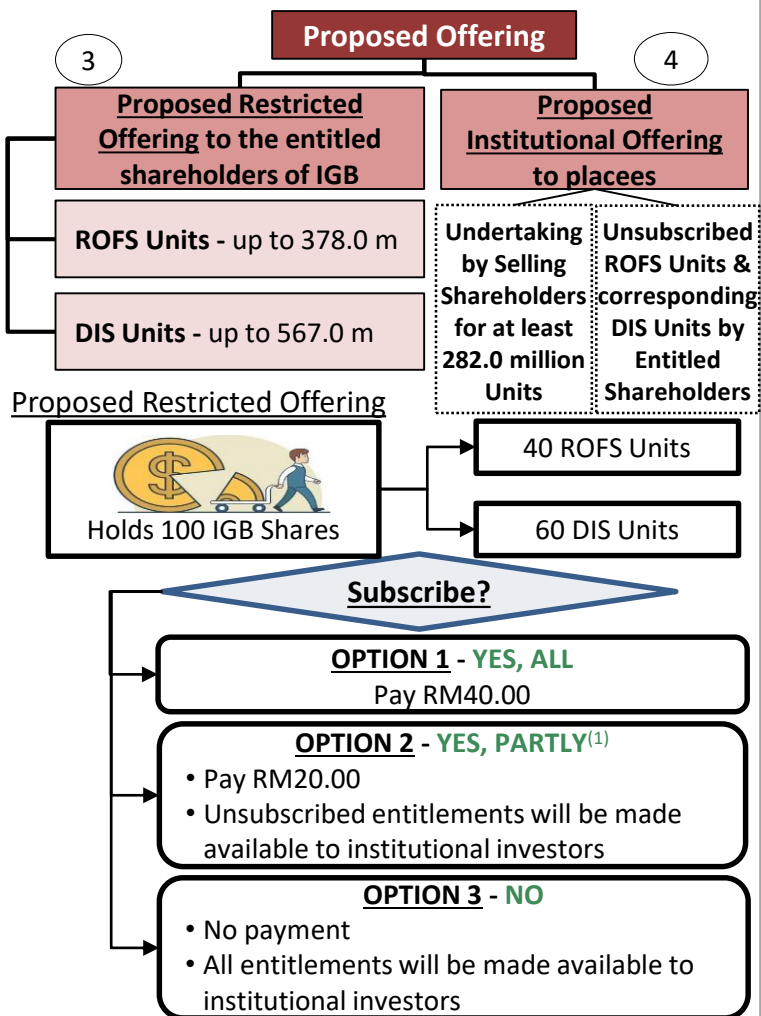 Proposed Offering
3
4
Proposed Restricted
Offering to the entitled
shareholders of IGB
Proposed
Institutional Offering
to placees
ROFS Units - up to 378.0 m
DIS Units - up to 567.0 m
Undertaking
by Selling
Shareholders
for at least
282.0 million
Units
Unsubscribed
ROFS Units &
corresponding
DIS Units by
Entitled
Shareholders
Proposed Restricted Offering
Holds 100 IGB Shares
40 ROFS Units
60 DIS Units
Subscribe?
OPTION 1 - YES, ALL
Pay RM40.00
OPTION 2 - YES, PARTLY(1)
• Pay RM20.00
• Unsubscribed entitlements will be made
available to institutional investors
OPTION 3 - NO
• No payment
• All entitlements will be made available to
institutional investors